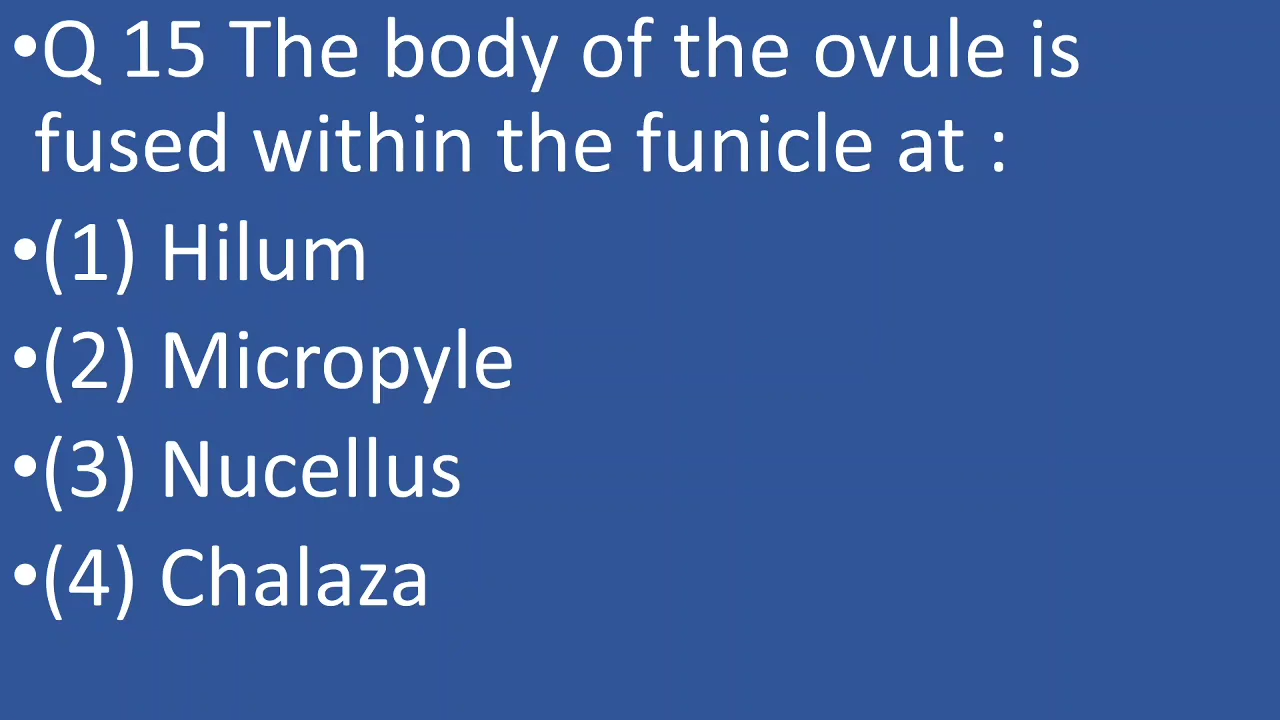 •Q 15 The body of the ovule is
fused within the funicle at :
•(1) Hilum
•(2) Micropyle
•(3) Nucellus
•(4) Chalaza